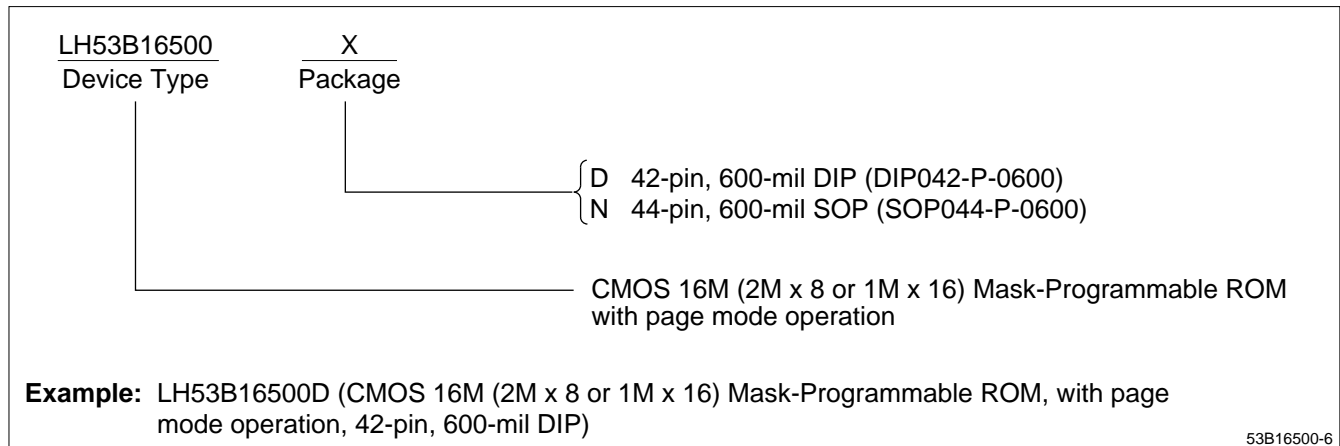 LH53B16500 X
Device Type Package
D 42-pin, 600-mil DIP (DIP042-P-0600)
N 44-pin, 600-mil SOP (SOP044-P-0600)
CMOS 16M (2M x 8 or 1M x 16) Mask-Programmable ROM
with page mode operation
Example: LH53B16500D (CMOS 16M (2M x 8 or 1M x 16) Mask-Programmable ROM, with page
mode operation, 42-pin, 600-mil DIP)
53B16500-6